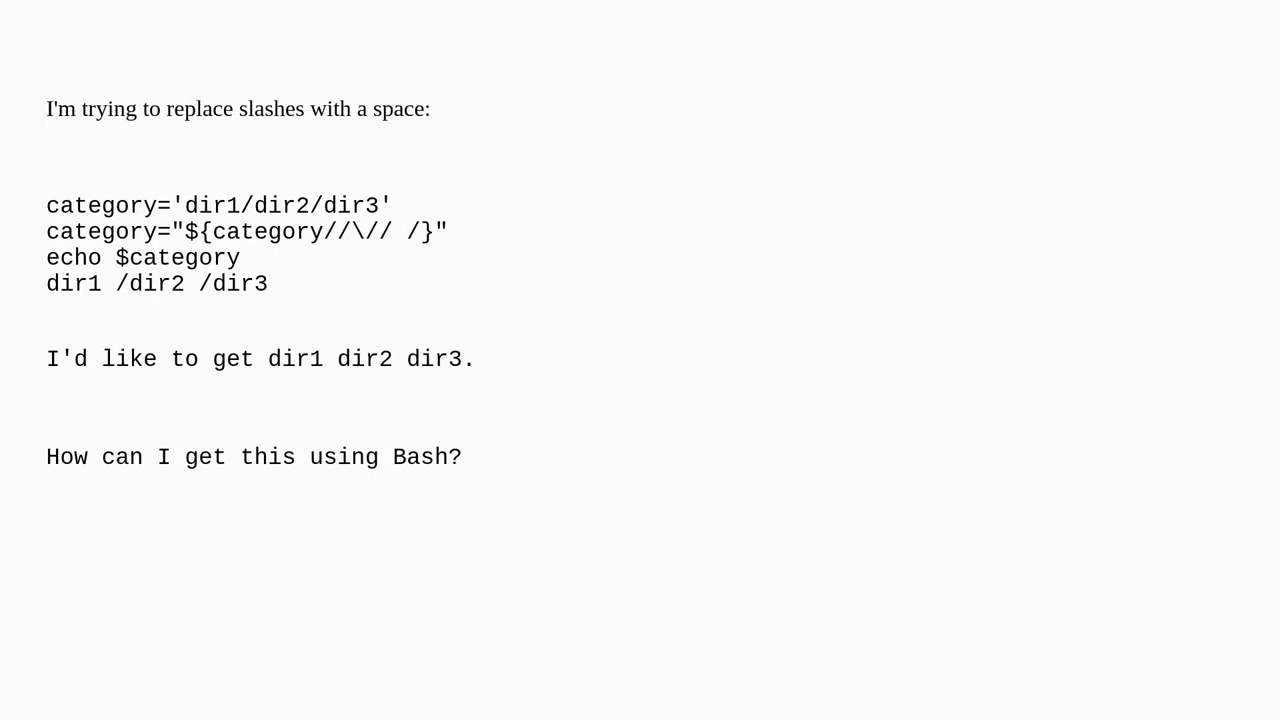 I'm trying to replace slashes with a space:
category='dir1/dir2/dir3'
category="${category//\// /}"
echo $category
dir1 /dir2 /dir3
I'd like to get dir1 dir2 dir3.
How can I get this using Bash?